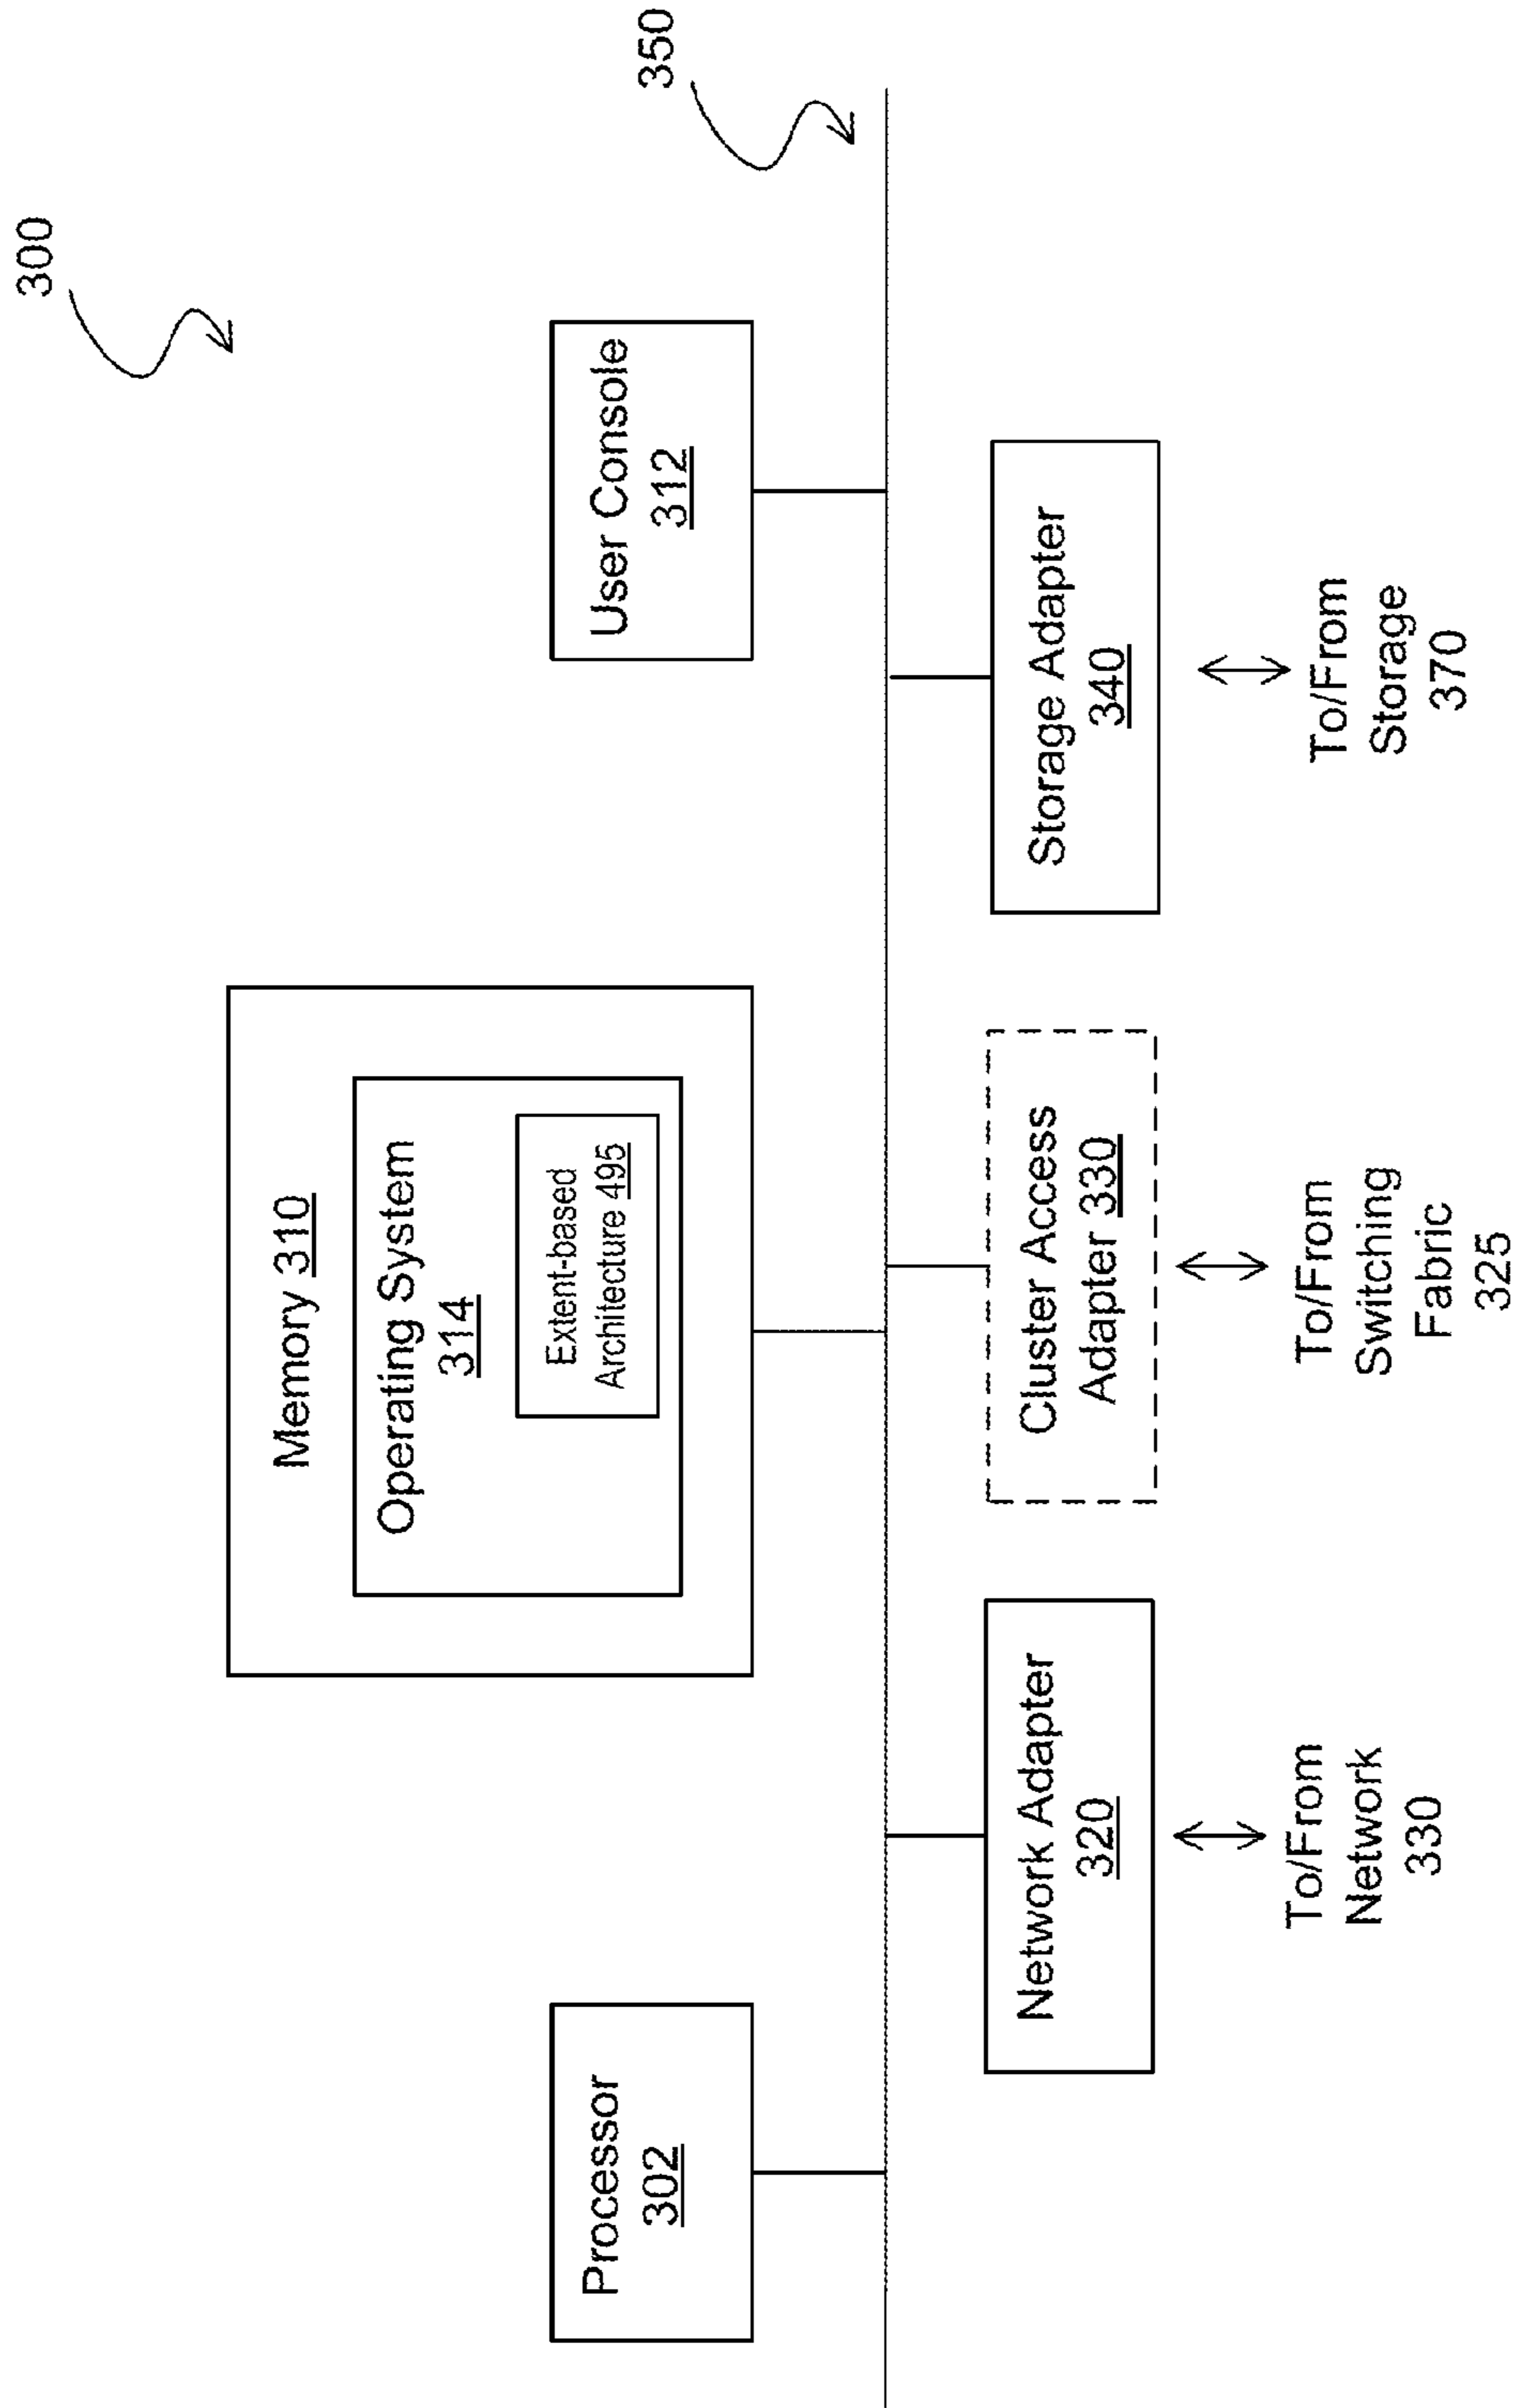 300
350
Processor
302
Memory 310
Operating System
314
Extent-based
Architecture 495
User Console
312
Network Adapter
320
Cluster Access
Adapter 330
Storage Adapter
340
To/From
Network
330
To/From
Switching
Fabric
325
To/From
Storage
370